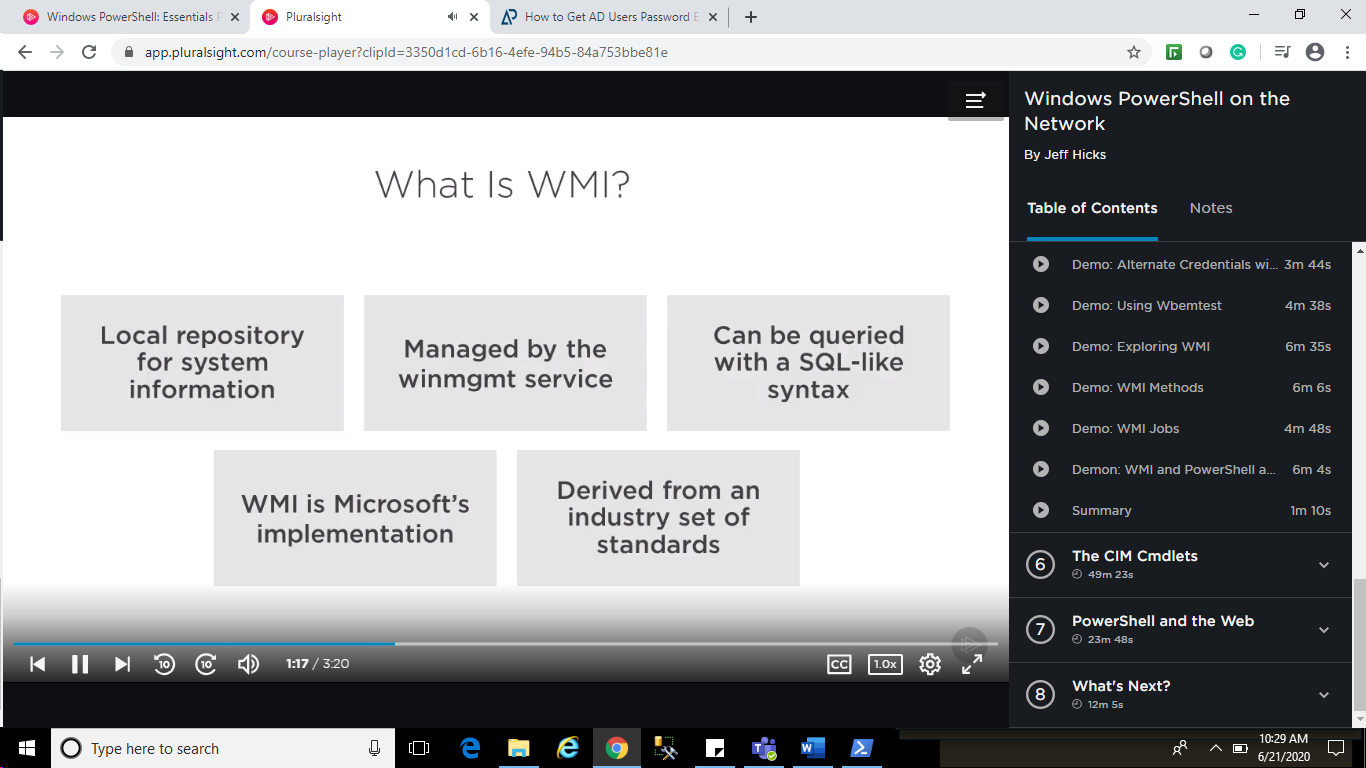 Windows PowerShell: Essentials P
Pluralsight
How to Get AD Users Password E
app.pluralsight.com/course-player?clipId=3350d1cd-6b16-4efe-94b5-84a753bbe81e
What Is WMI?
Local repository
for system
information
Managed by the
winmgmt service
Can be queried
with a SQL-like
syntax
WMI is Microsoft's
implementation
Derived from an
industry set of
standards
10
10
1:17 / 3:20
CC
1.0x
Windows PowerShell on the
Network
By Jeff Hicks
Table of Contents
Notes
Demo: Alternate Credentials wi... 3m 44s
Demo: Using Wbemtest 4m 38s
Demo: Exploring WMI 6m 35s
Demo: WMI Methods 6m 6s
Demo: WMI Jobs 4m 48s
Demon: WMI and PowerShell a... 6m 4s
Summary 1m 10s
6 The CIM Cmdlets
49m 23s
7 PowerShell and the Web
23m 48s
8 What's Next?
12m 5s
Type here to search
10:29 AM
6/21/2020